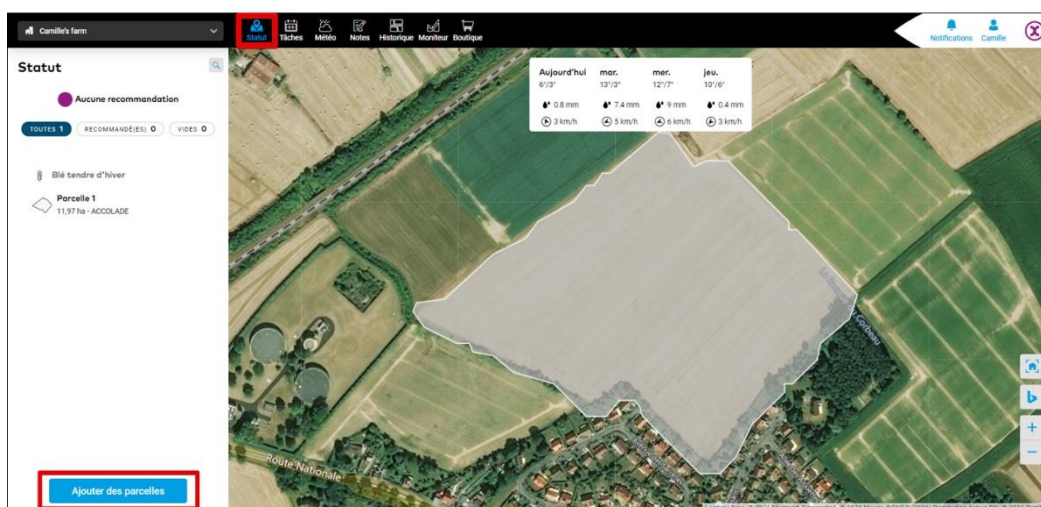 Camille's farm
Statut
Tâches
Météo
Notes
Historique
Moniteur
Boutique
Notifications
Camille
Statut
Aucune recommandation
TOUTES 1
RECOMMANDÉ(ES) 0
VIDES 0
Blé tendre d'hiver
Parcelle 1
11,97 ha - ACCOLADE
Ajouter des parcelles
Aujourd'hui mar. mer. jeu.
6°/3° 13°/3° 12°/7° 10°/6°
0.8 mm 7.4 mm 9 mm 0.4 mm
3 km/h 5 km/h 6 km/h 3 km/h
Corbeau
Route Nationale